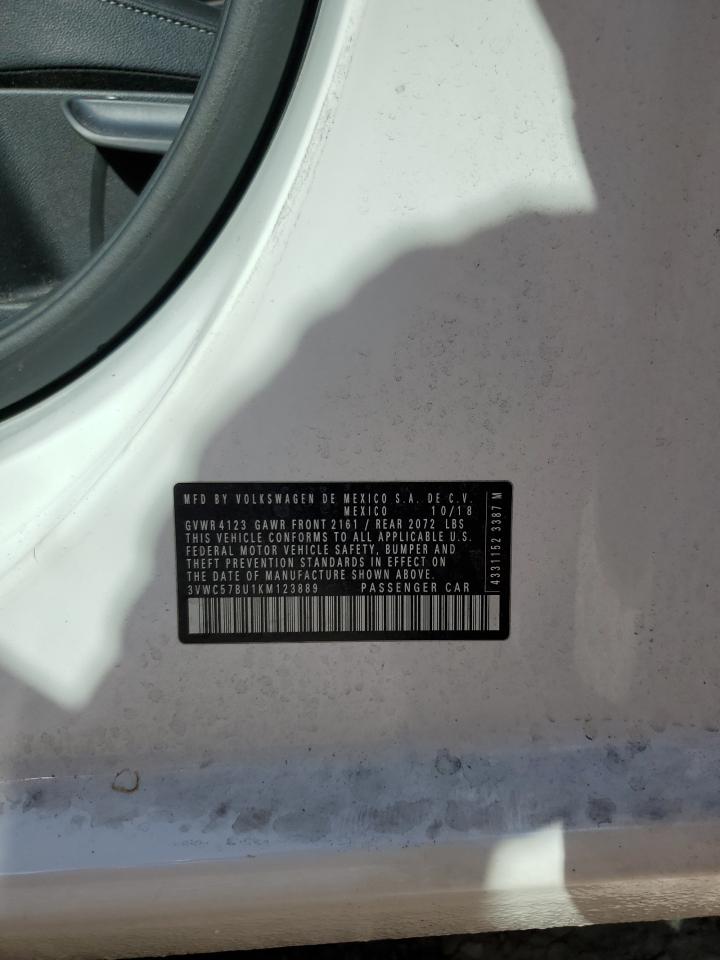 MFD BY VOLKSWAGEN DE MEXICO S.A. DE C.V.
MEXICO 10/18
GVWR 4123 GAWR FRONT 2161 / REAR 2072 LBS
THIS VEHICLE CONFORMS TO ALL APPLICABLE U.S.
FEDERAL MOTOR VEHICLE SAFETY, BUMPER AND
THEFT PREVENTION STANDARDS IN EFFECT ON
THE DATE OF MANUFACTURE SHOWN ABOVE.
3VWC57BU1KM123889 PASSENGER CAR
4331152 3387 M